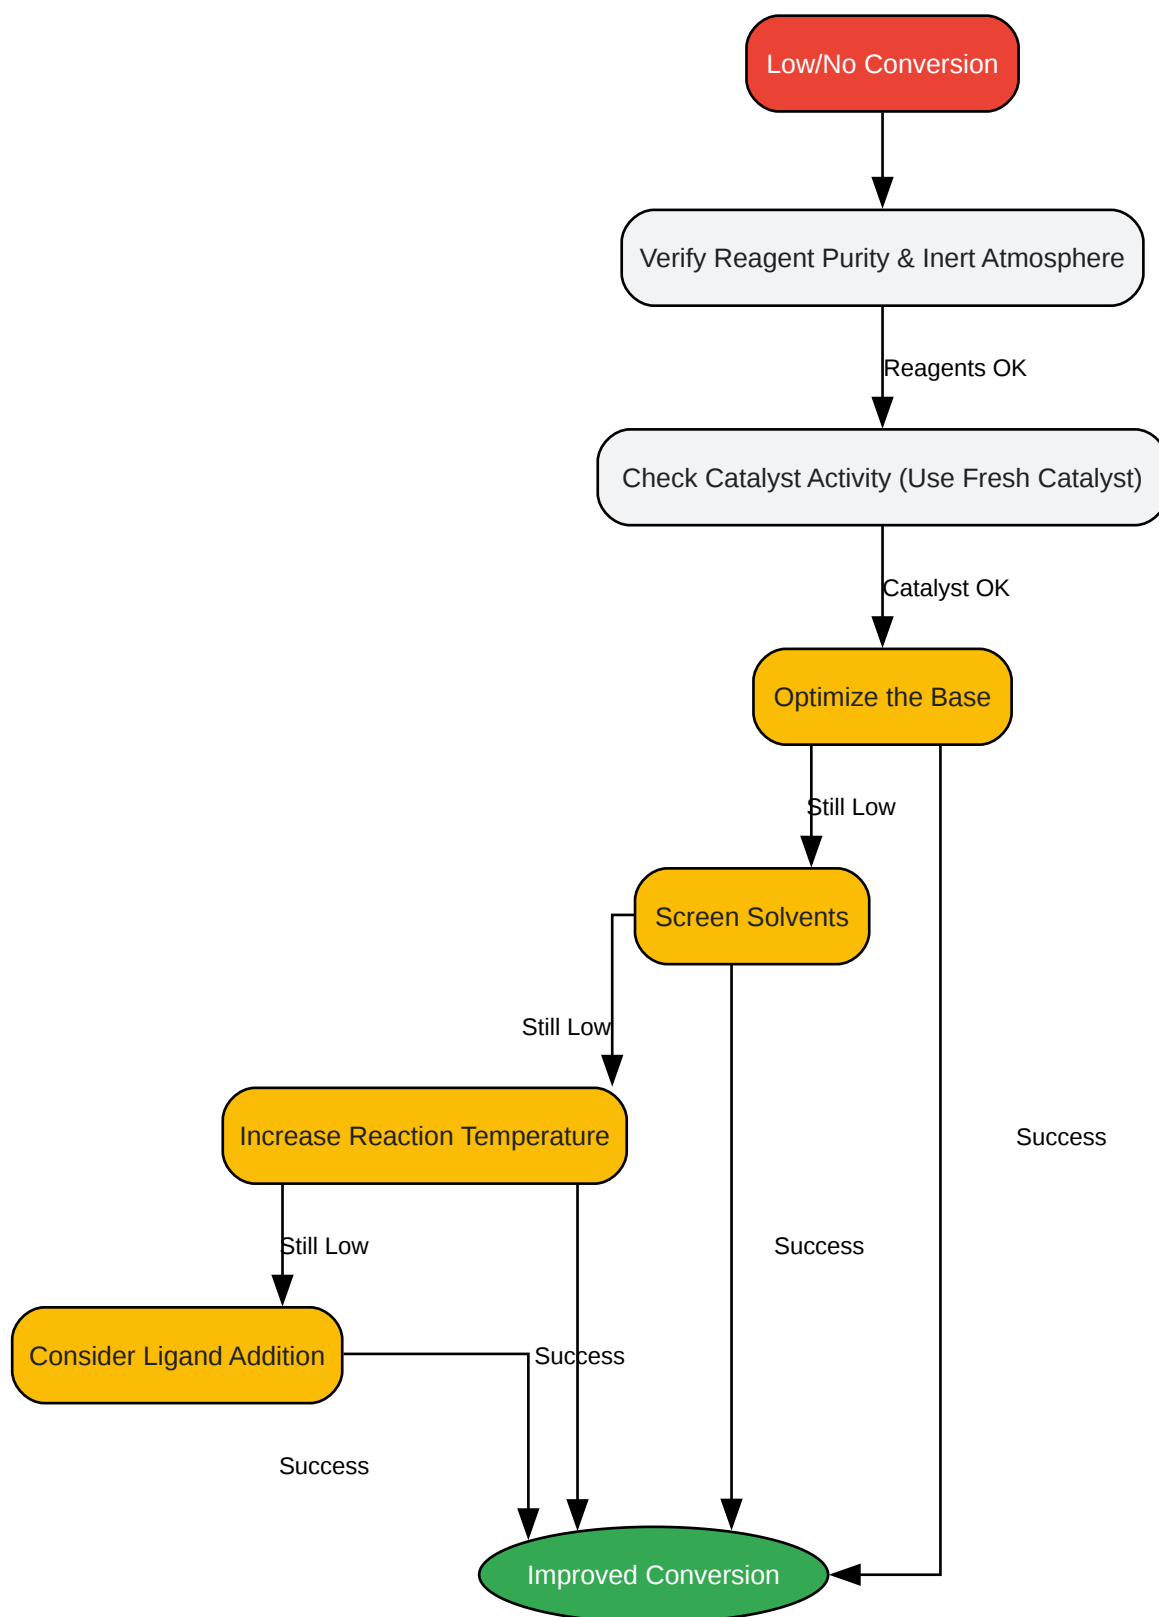 Low/No Conversion
Verify Reagent Purity & Inert Atmosphere
Reagents OK
Check Catalyst Activity (Use Fresh Catalyst)
Catalyst OK
Optimize the Base
Still Low
Screen Solvents
Still Low
Increase Reaction Temperature
Success
Still Low
Success
Consider Ligand Addition
Success
Success
Improved Conversion